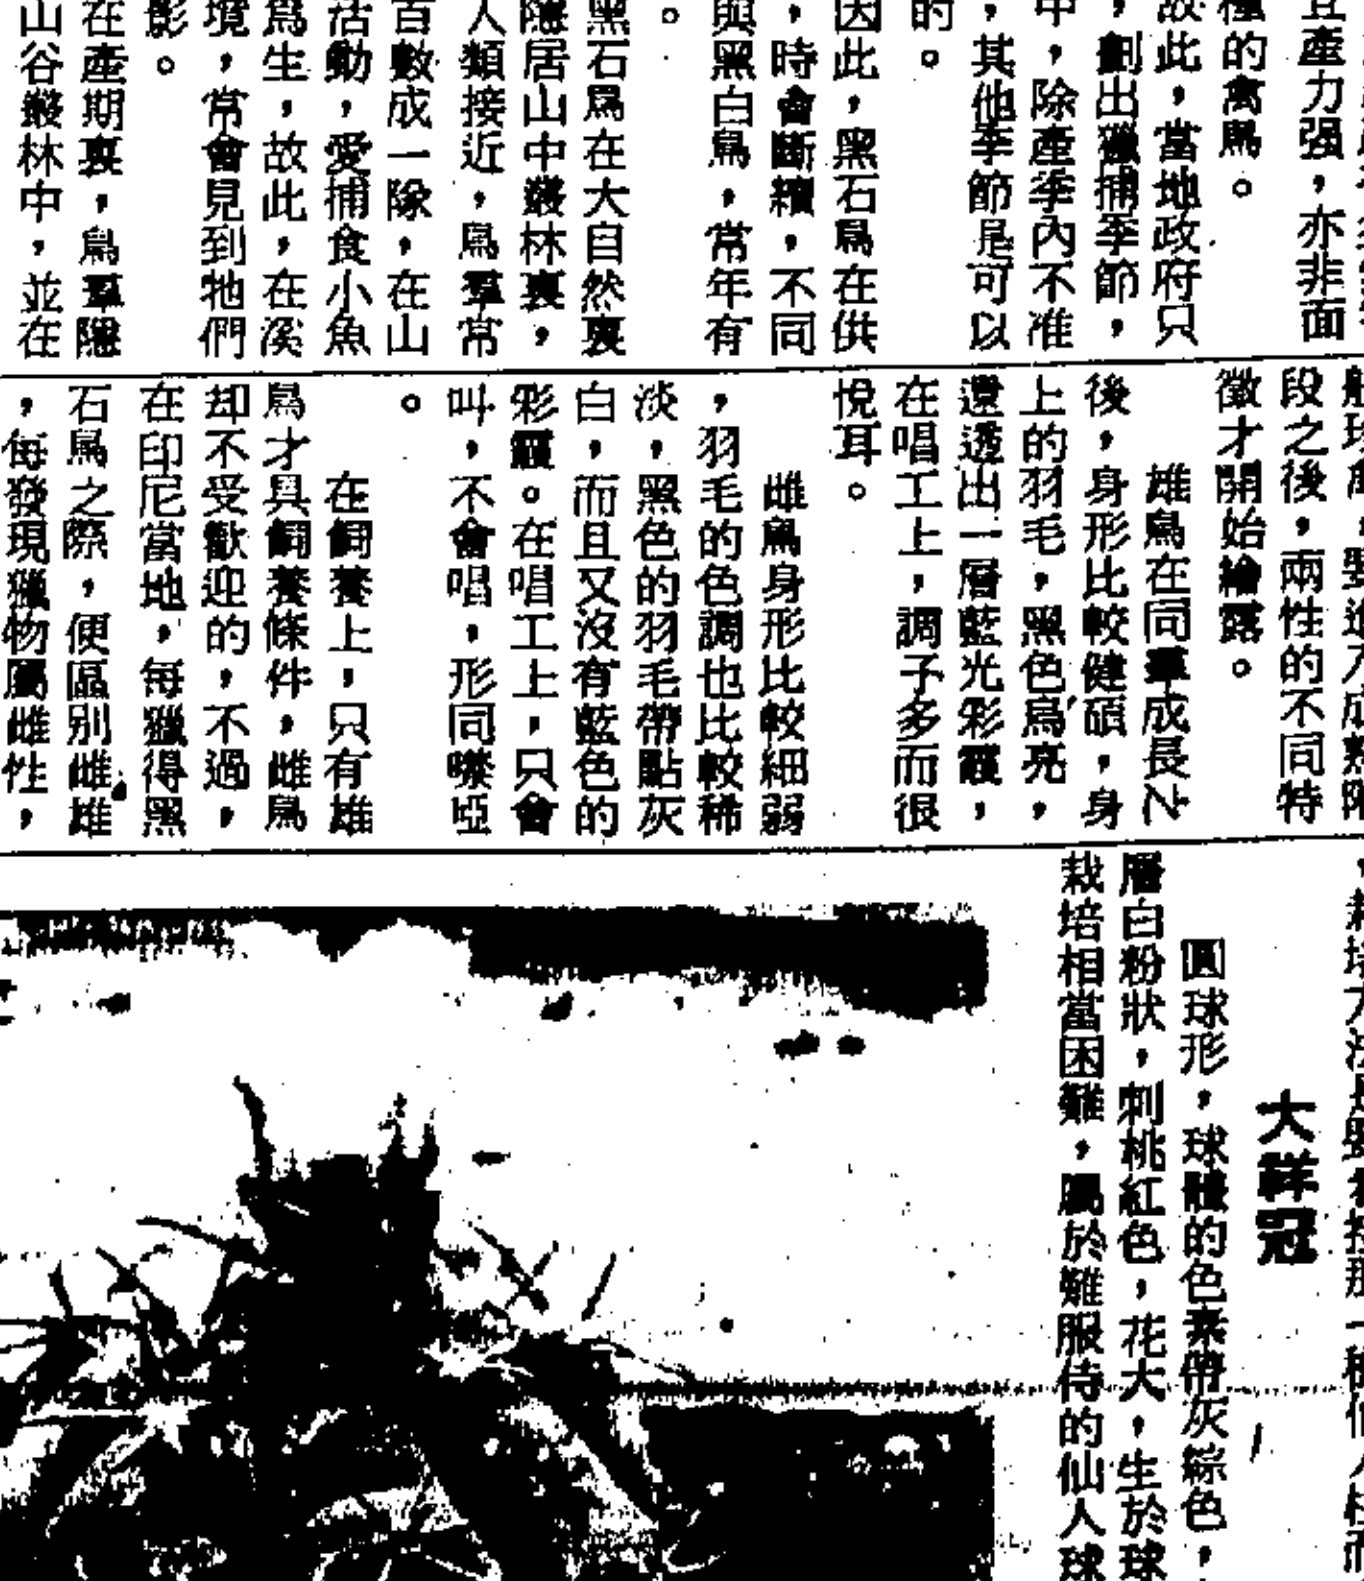 宜產力强，亦非面
種的禽鳥。
故此，當地政府只
，劃出獵捕季節，
中，除產季內不准
，其他季節是可以
的。
因此，黑石鳥在供
，時會斷續，不同
與黑白鳥，常年有
。
黑石鳥在大自然裏
隱居山中叢林裏，
人類接近，鳥羣常
百數成一隊，在山
活動，愛捕食小魚
爲生，故此，在溪
境，常會見到牠們
影。
在產期裏，鳥羣隱
山谷叢林中，並在
段之後，兩性的不同特
徵才開始繪露。
雄鳥在同羣成長之
後，身形比較健碩，身
上的羽毛，黑色烏亮，
還透出一層藍光彩霞，
在唱工上，調子多而很
悅耳。
雌鳥身形比較細弱
，羽毛的色調也比較稀
淡，黑色的羽毛帶點灰
白，而且又沒有藍色的
彩霞。在唱工上，只會
叫，不會唱，形同噤啞
。
在飼養上，只有雄
鳥才具飼養條件，雌鳥
却不受歡迎的，不過，
在印尼當地，每獵得黑
石鳥之際，便區别雌雄
，每發現獵物屬雌性，
大祥冠
圓球形，球體的色素帶灰綜色，
層白粉狀，刺桃紅色，花大，生於球
栽培相當困難，屬於難服侍的仙人球